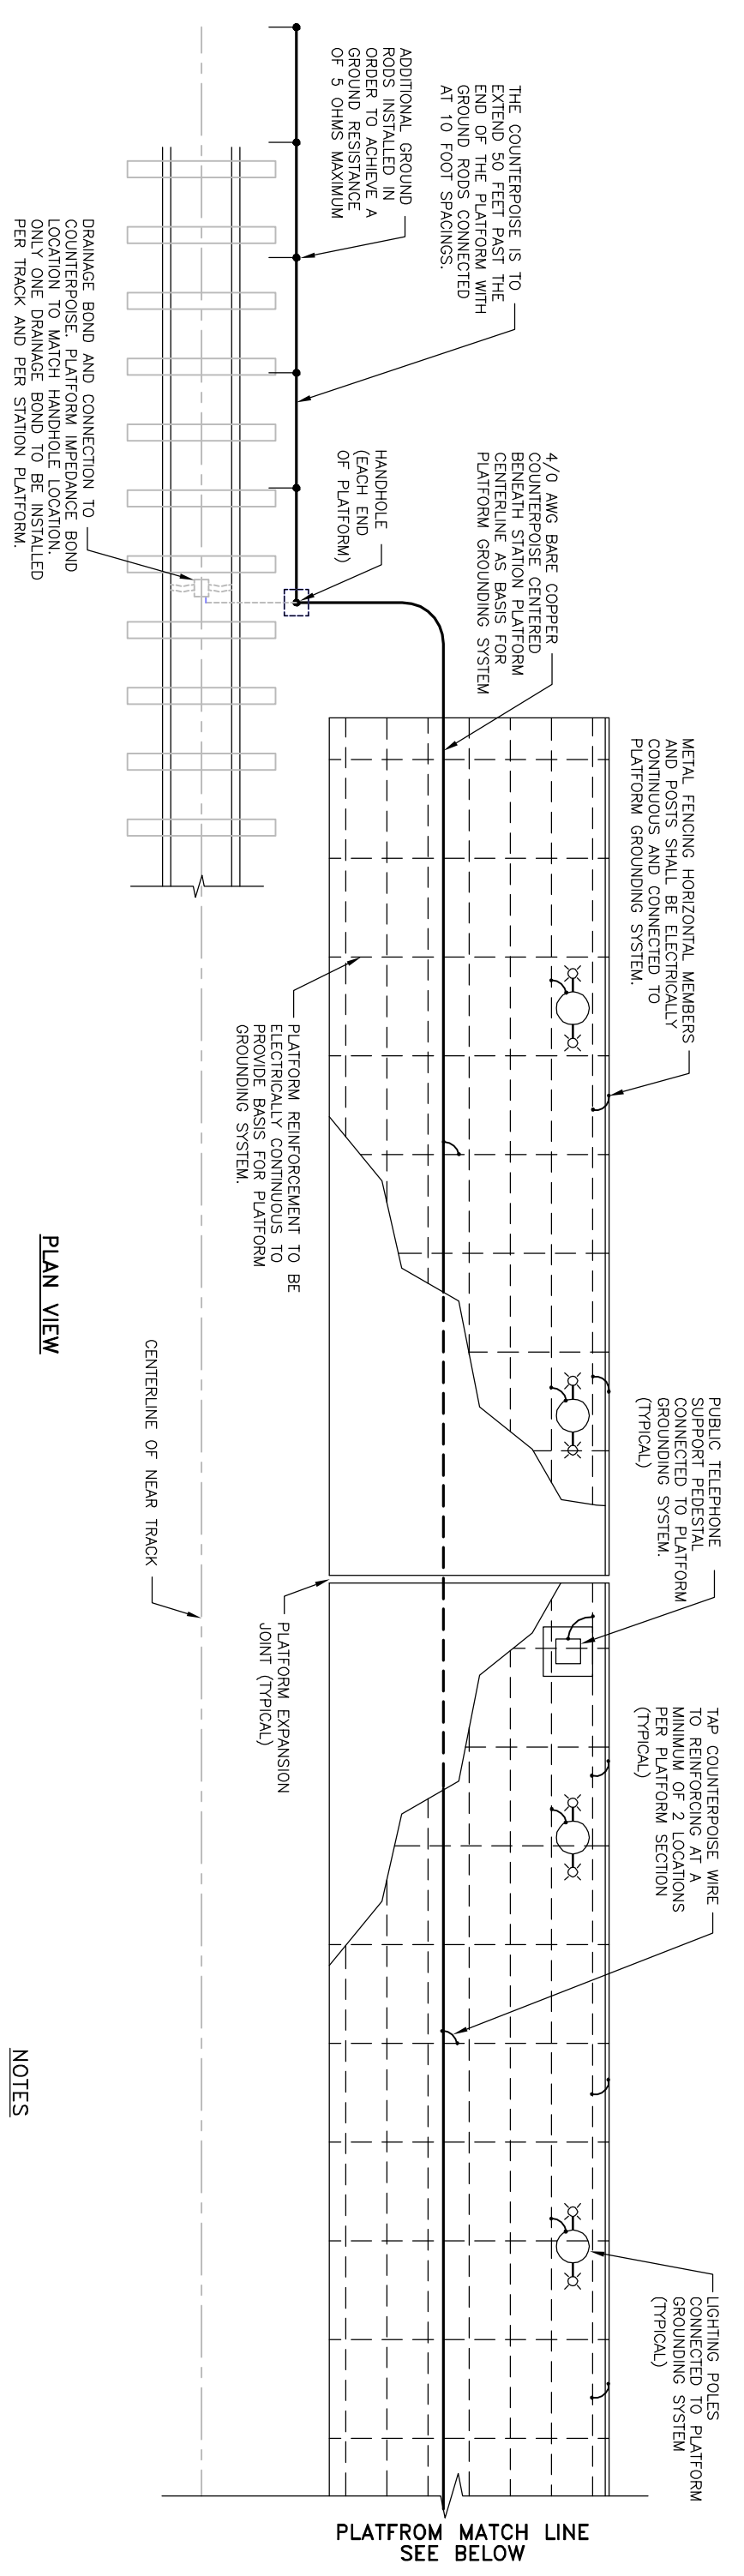 THE COUNTERPOISE IS TO
EXTEND 50 FEET PAST THE
END OF THE PLATFORM WITH
GROUND RODS CONNECTED
AT 10 FOOT SPACINGS.
ADDITIONAL GROUND
RODS INSTALLED IN
ORDER TO ACHIEVE A
GROUND RESISTANCE
OF 5 OHMS MAXIMUM
4/0 AWG BARE COPPER
COUNTERPOISE CENTERED
BENEATH STATION PLATFORM
CENTERLINE AS BASIS FOR
PLATFORM GROUNDING SYSTEM
HANDHOLE
(EACH END
OF PLATFORM)
DRAINAGE BOND AND CONNECTION TO
COUNTERPOISE. PLATFORM IMPEDANCE BOND
LOCATION TO MATCH HANDHOLE LOCATION.
ONLY ONE DRAINAGE BOND TO BE INSTALLED
PER TRACK AND PER STATION PLATFORM.
METAL FENCING HORIZONTAL MEMBERS
AND POSTS SHALL BE ELECTRICALLY
CONTINUOUS AND CONNECTED TO
PLATFORM GROUNDING SYSTEM.
PLATFORM REINFORCEMENT TO BE
ELECTRICALLY CONTINUOUS TO
PROVIDE BASIS FOR PLATFORM
GROUNDING SYSTEM.
PUBLIC TELEPHONE
SUPPORT PEDESTAL
CONNECTED TO PLATFORM
GROUNDING SYSTEM.
(TYPICAL)
PLATFORM EXPANSION
JOINT (TYPICAL)
CENTERLINE OF NEAR TRACK
TAP COUNTERPOISE WIRE
TO REINFORCING AT A
MINIMUM OF 2 LOCATIONS
PER PLATFORM SECTION
(TYPICAL)
LIGHTING POLES
CONNECTED TO PLATFORM
GROUNDING SYSTEM
(TYPICAL)
PLATFROM MATCH LINE
SEE BELOW
PLAN VIEW
NOTES